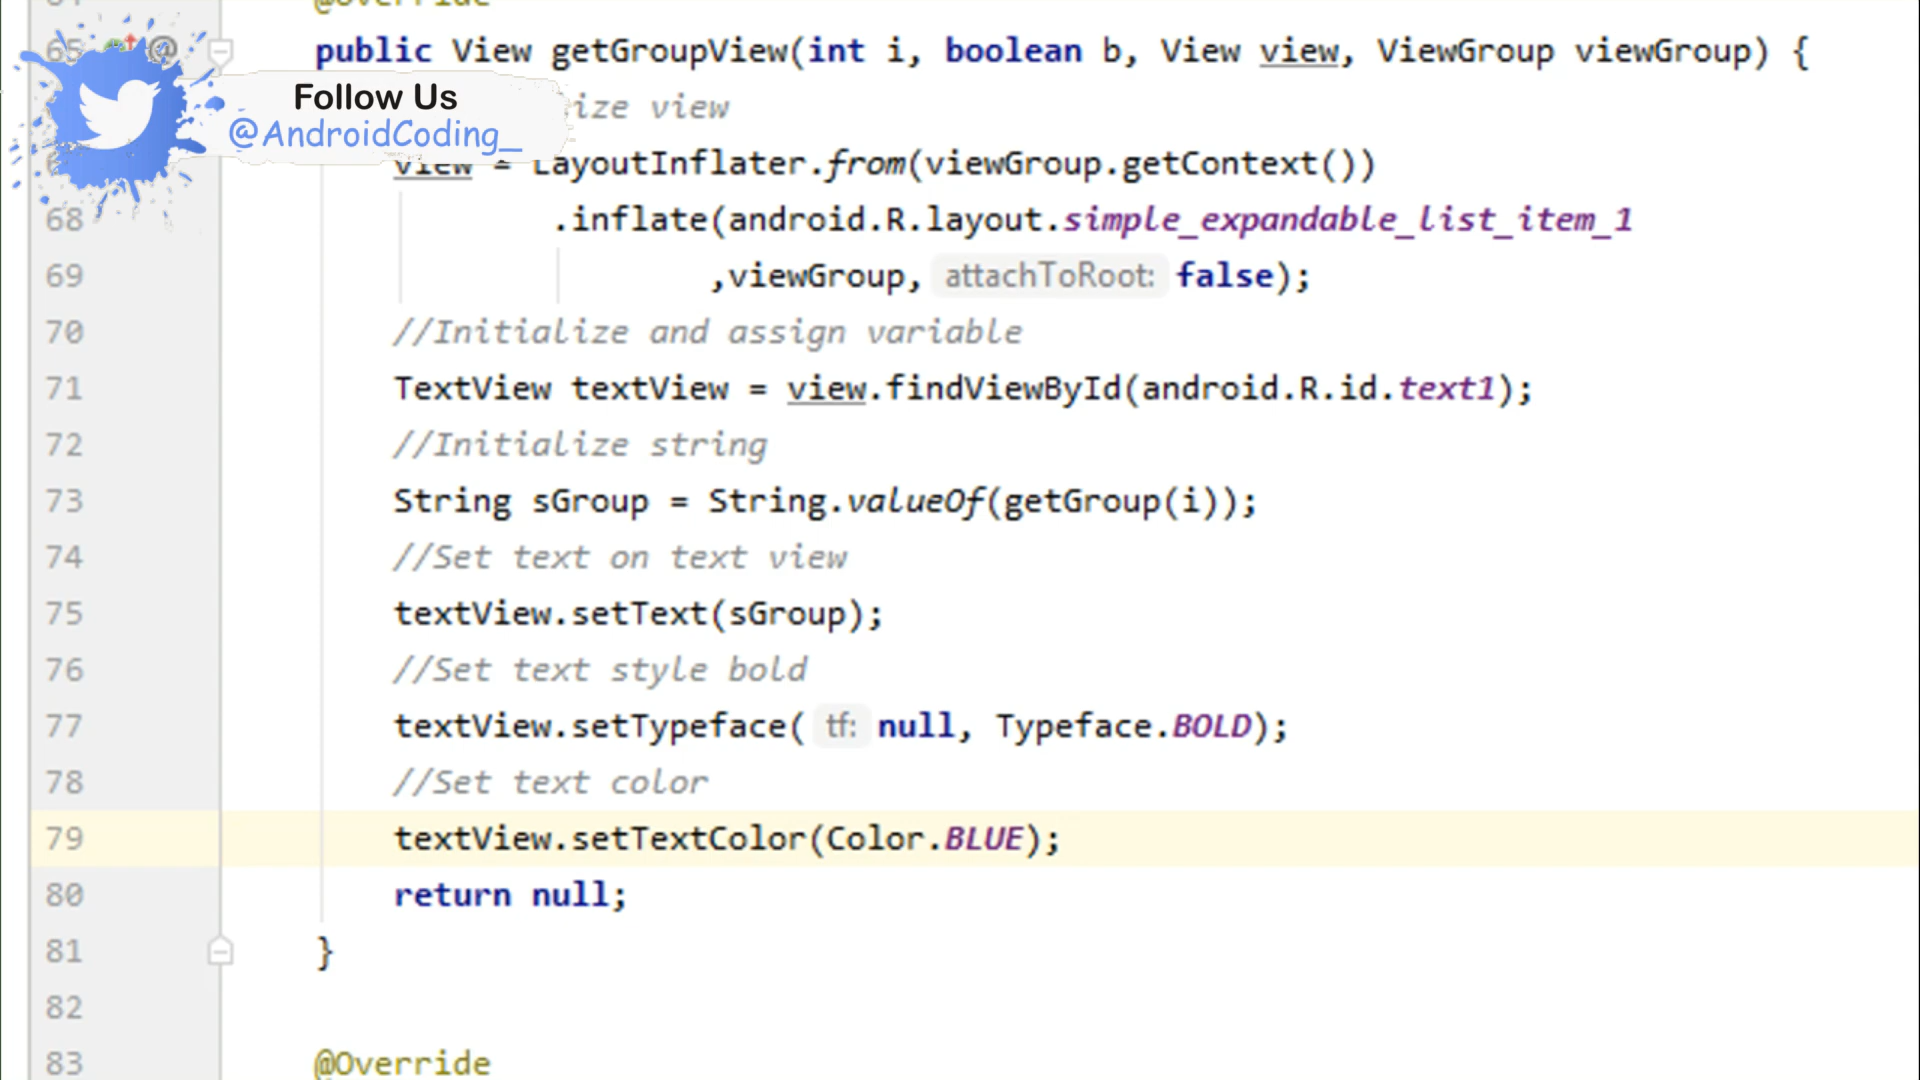 @Override
65 @ public View getGroupView(int i, boolean b, View view, ViewGroup viewGroup) {
Follow Us
@AndroidCoding_
ize view
view = LayoutInflater.from(viewGroup.getContext())
68 .inflate(android.R.layout.simple_expandable_list_item_1
69 ,viewGroup, attachToRoot: false);
70 //Initialize and assign variable
71 TextView textView = view.findViewById(android.R.id.text1);
72 //Initialize string
73 String sGroup = String.valueOf(getGroup(i));
74 //Set text on text view
75 textView.setText(sGroup);
76 //Set text style bold
77 textView.setTypeface( tf: null, Typeface.BOLD);
78 //Set text color
79 textView.setTextColor(Color.BLUE);
80 return null;
81 }
82
83 @Override